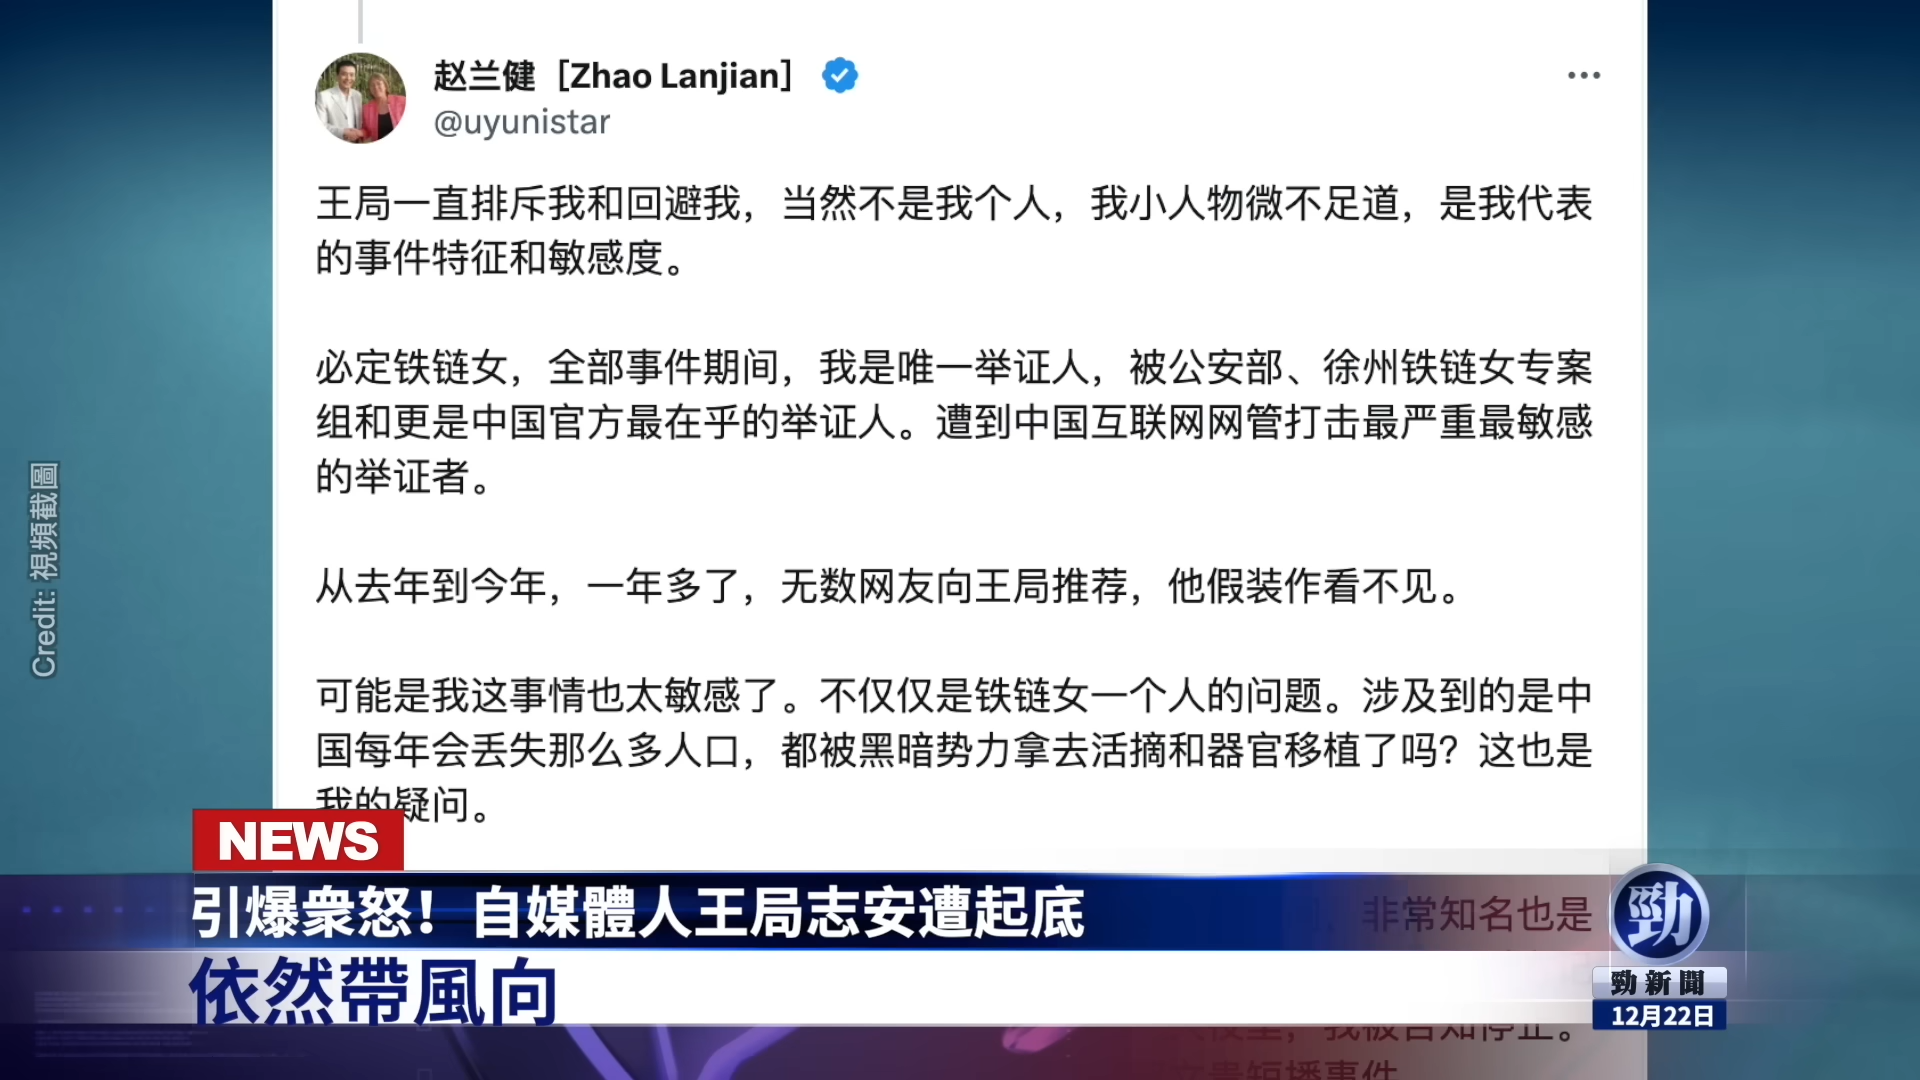 赵兰健［Zhao Lanjian］
@uyunistar
王局一直排斥我和回避我，当然不是我个人，我小人物微不足道，是我代表
的事件特征和敏感度。
必定铁链女，全部事件期间，我是唯一举证人，被公安部、徐州铁链女专案
组和更是中国官方最在乎的举证人。遭到中国互联网网管打击最严重最敏感
的举证者。
从去年到今年，一年多了，无数网友向王局推荐，他假装作看不见。
可能是我这事情也太敏感了。不仅仅是铁链女一个人的问题。涉及到的是中
国每年会丢失那么多人口，都被黑暗势力拿去活摘和器官移植了吗？这也是
我的疑问。
Credit: 視頻截圖
NEWS
引爆衆怒！自媒體人王局志安遭起底
非常知名也是
依然帶風向
勁
勁新聞
12月22日
我被告知停止。